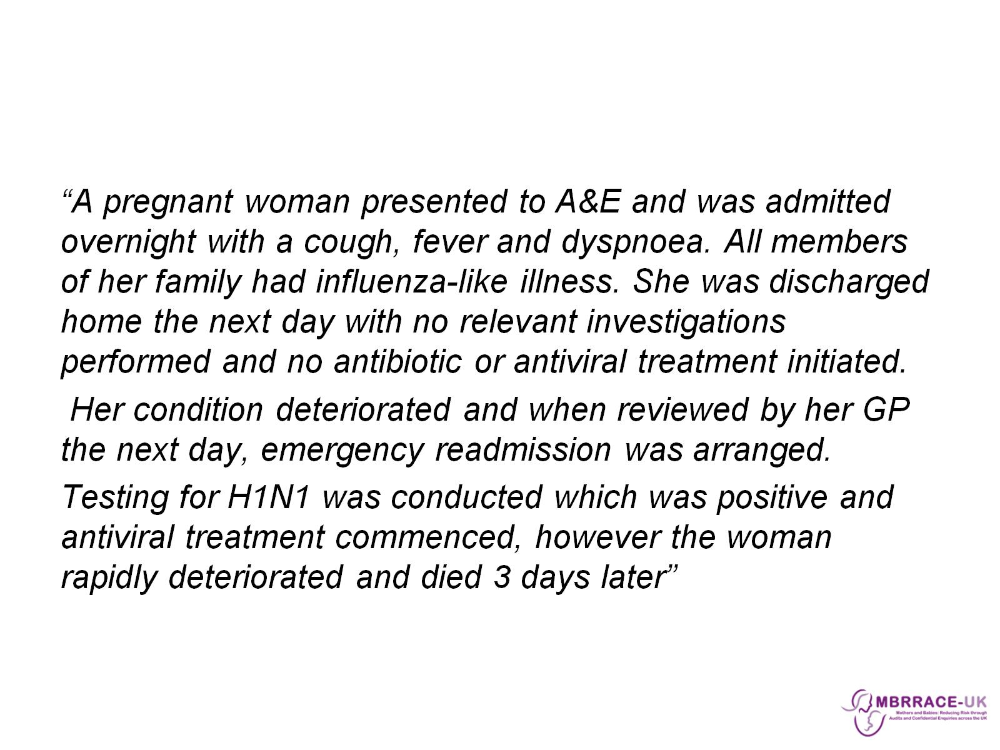 “A pregnant woman presented to A&E and was admitted
overnight with a cough, fever and dyspnoea. All members
of her family had influenza-like illness. She was discharged
home the next day with no relevant investigations
performed and no antibiotic or antiviral treatment initiated.
Her condition deteriorated and when reviewed by her GP
the next day, emergency readmission was arranged.
Testing for H1N1 was conducted which was positive and
antiviral treatment commenced, however the woman
rapidly deteriorated and died 3 days later”
MBRRACE-UK
Mothers and Babies: Reducing Risk through
Audits and Confidential Enquiries across the UK